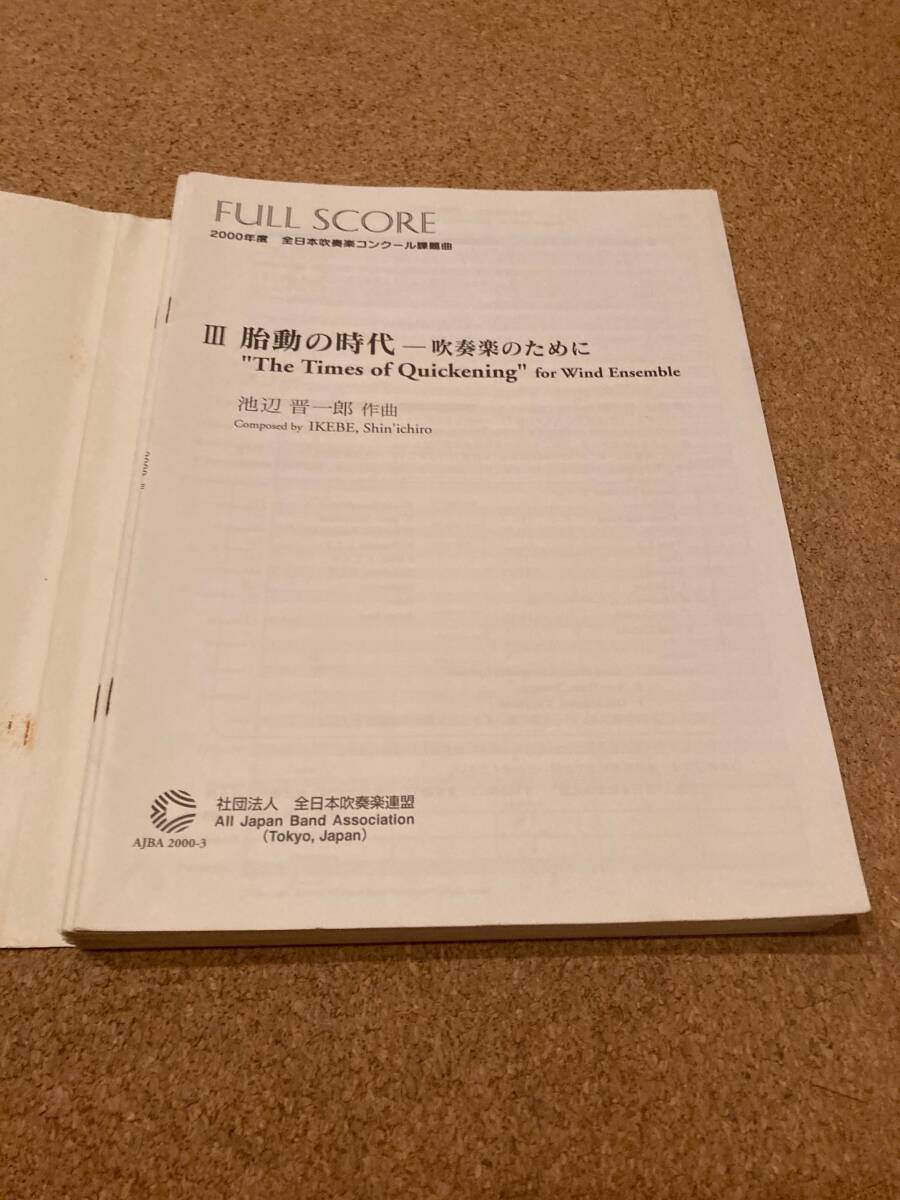 FULL SCORE
2000年度 全日本吹奏楽コンクール課題曲
III 胎動の時代 — 吹奏楽のために
"The Times of Quickening" for Wind Ensemble
池辺 晋一郎 作曲
Composed by IKEBE, Shin'ichiro
社団法人 全日本吹奏楽連盟
All Japan Band Association
(Tokyo, Japan)
AJBA 2000-3